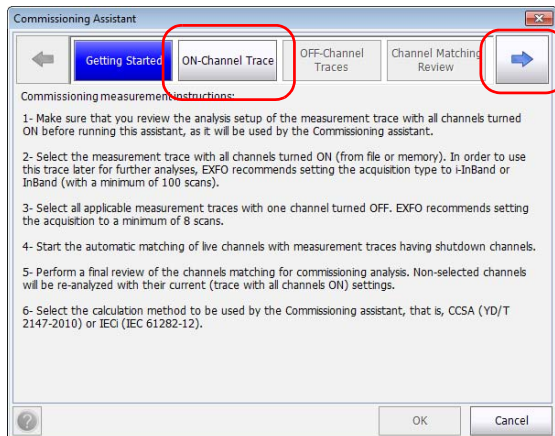 Commissioning Assistant
Getting Started
ON-Channel Trace
OFF-Channel
Traces
Channel Matching
Review
Commissioning measurement instructions:
1- Make sure that you review the analysis setup of the measurement trace with all channels turned
ON before running this assistant, as it will be used by the Commissioning assistant.
2- Select the measurement trace with all channels turned ON (from file or memory). In order to use
this trace later for further analyses, EXFO recommends setting the acquisition type to i-InBand or
InBand (with a minimum of 100 scans).
3- Select all applicable measurement traces with one channel turned OFF. EXFO recommends setting
the acquisition to a minimum of 8 scans.
4- Start the automatic matching of live channels with measurement traces having shutdown channels.
5- Perform a final review of the channels matching for commissioning analysis. Non-selected channels
will be re-analyzed with their current (trace with all channels ON) settings.
6- Select the calculation method to be used by the Commissioning assistant, that is, CCSA (YD/T
2147-2010) or IECi (IEC 61282-12).
?
OK
Cancel